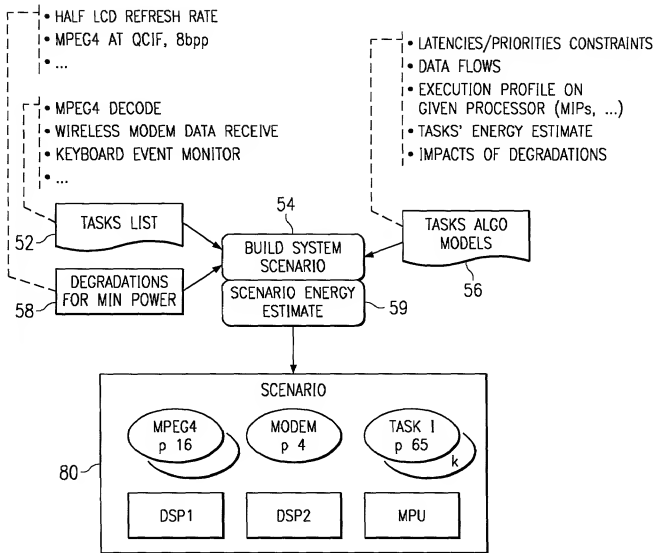 • HALF LCD REFRESH RATE
• MPEG4 AT QCIF, 8bpp
• ...
• MPEG4 DECODE
• WIRELESS MODEM DATA RECEIVE
• KEYBOARD EVENT MONITOR
• ...
• LATENCIES/PRIORITIES CONSTRAINTS
• DATA FLOWS
• EXECUTION PROFILE ON
GIVEN PROCESSOR (MIPs, ...)
• TASKS' ENERGY ESTIMATE
• IMPACTS OF DEGRADATIONS
52
TASKS LIST
58
DEGRADATIONS
FOR MIN POWER
54
BUILD SYSTEM
SCENARIO
SCENARIO ENERGY
ESTIMATE
59
TASKS ALGO
MODELS
56
SCENARIO
80
MPEG4
p 16
MODEM
p 4
TASK I
p 65
k
DSP1
DSP2
MPU